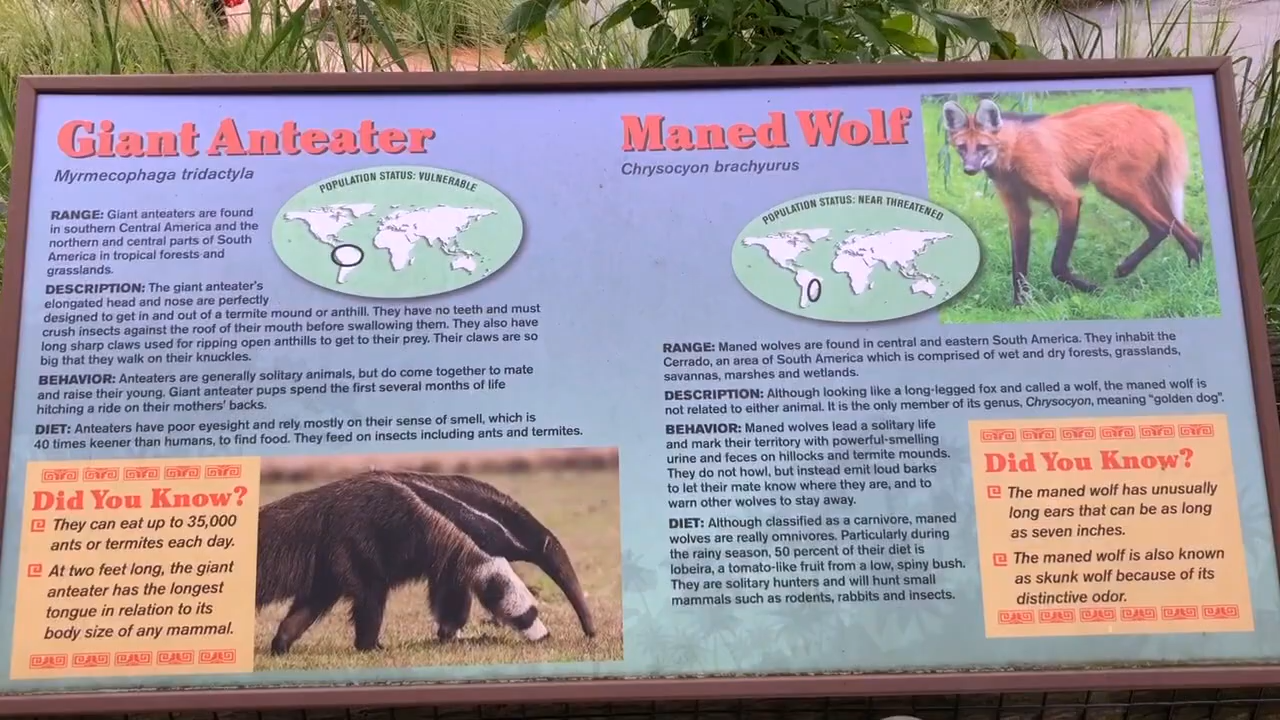 Giant Anteater
Myrmecophaga tridactyla
POPULATION STATUS: VULNERABLE
RANGE: Giant anteaters are found
in southern Central America and the
northern and central parts of South
America in tropical forests and
grasslands.
DESCRIPTION: The giant anteater's
elongated head and nose are perfectly
designed to get in and out of a termite mound or anthill. They have no teeth and must
crush insects against the roof of their mouth before swallowing them. They also have
long sharp claws used for ripping open anthills to get to their prey. Their claws are so
big that they walk on their knuckles.
BEHAVIOR: Anteaters are generally solitary animals, but do come together to mate
and raise their young. Giant anteater pups spend the first several months of life
hitching a ride on their mothers' backs.
DIET: Anteaters have poor eyesight and rely mostly on their sense of smell, which is
40 times keener than humans, to find food. They feed on insects including ants and termites.
Did You Know?
They can eat up to 35,000
ants or termites each day.
At two feet long, the giant
anteater has the longest
tongue in relation to its
body size of any mammal.
Maned Wolf
Chrysocyon brachyurus
POPULATION STATUS: NEAR THREATENED
RANGE: Maned wolves are found in central and eastern South America. They inhabit the
Cerrado, an area of South America which is comprised of wet and dry forests, grasslands,
savannas, marshes and wetlands.
DESCRIPTION: Although looking like a long-legged fox and called a wolf, the maned wolf is
not related to either animal. It is the only member of its genus, Chrysocyon, meaning "golden dog".
BEHAVIOR: Maned wolves lead a solitary life
and mark their territory with powerful-smelling
urine and feces on hillocks and termite mounds.
They do not howl, but instead emit loud barks
to let their mate know where they are, and to
warn other wolves to stay away.
DIET: Although classified as a carnivore, maned
wolves are really omnivores. Particularly during
the rainy season, 50 percent of their diet is
lobeira, a tomato-like fruit from a low, spiny bush.
They are solitary hunters and will hunt small
mammals such as rodents, rabbits and insects.
Did You Know?
The maned wolf has unusually
long ears that can be as long
as seven inches.
The maned wolf is also known
as skunk wolf because of its
distinctive odor.